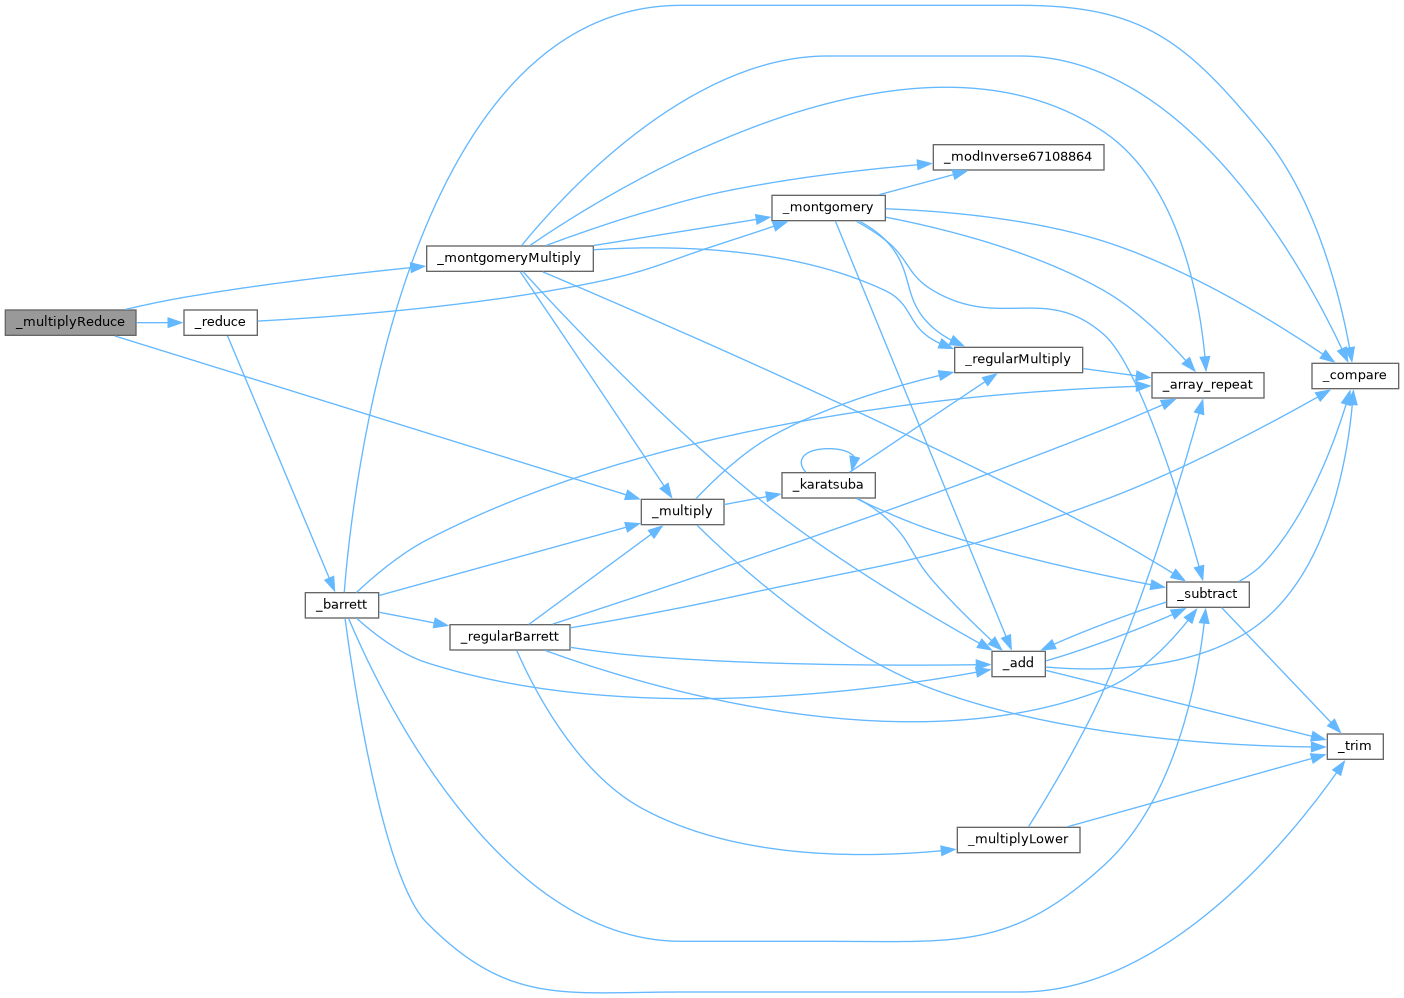 _modInverse67108864
_montgomery
_montgomeryMultiply
_multiplyReduce
_reduce
_regularMultiply
_array_repeat
_compare
_karatsuba
_multiply
_subtract
_barrett
_regularBarrett
_add
_trim
_multiplyLower